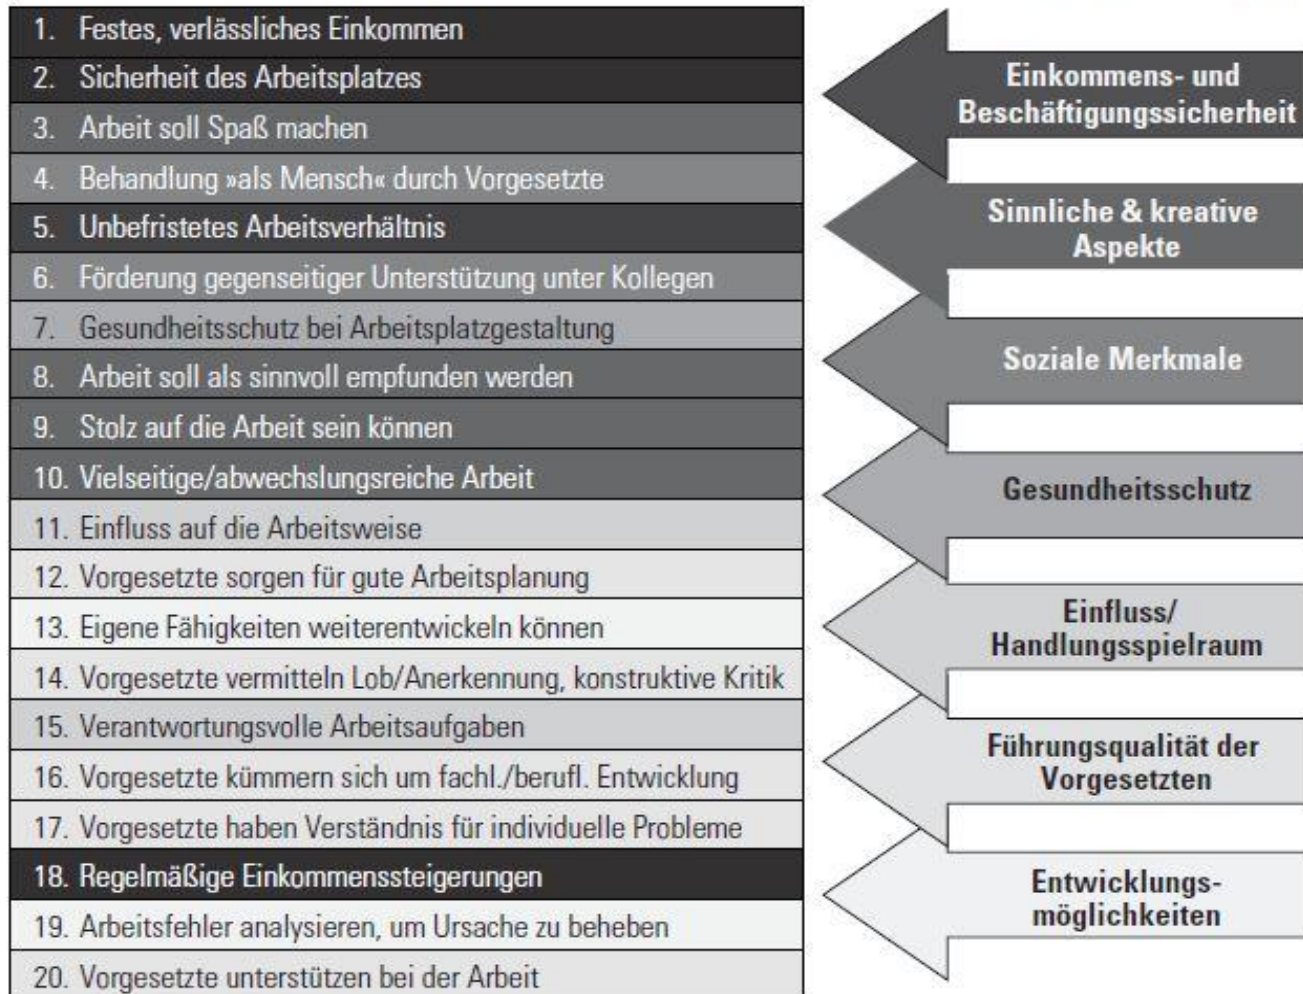 1. Festes, verlässliches Einkommen
2. Sicherheit des Arbeitsplatzes
3. Arbeit soll Spaß machen
4. Behandlung »als Mensch« durch Vorgesetzte
5. Unbefristetes Arbeitsverhältnis
6. Förderung gegenseitiger Unterstützung unter Kollegen
7. Gesundheitsschutz bei Arbeitsplatzgestaltung
8. Arbeit soll als sinnvoll empfunden werden
9. Stolz auf die Arbeit sein können
10. Vielseitige/abwechslungsreiche Arbeit
11. Einfluss auf die Arbeitsweise
12. Vorgesetzte sorgen für gute Arbeitsplanung
13. Eigene Fähigkeiten weiterentwickeln können
14. Vorgesetzte vermitteln Lob/Anerkennung, konstruktive Kritik
15. Verantwortungsvolle Arbeitsaufgaben
16. Vorgesetzte kümmern sich um fachl./berufl. Entwicklung
17. Vorgesetzte haben Verständnis für individuelle Probleme
18. Regelmäßige Einkommenssteigerungen
19. Arbeitsfehler analysieren, um Ursache zu beheben
20. Vorgesetzte unterstützen bei der Arbeit
Einkommens- und
Beschäftigungssicherheit
Sinnliche & kreative
Aspekte
Soziale Merkmale
Gesundheitsschutz
Einfluss/
Handlungsspielraum
Führungsqualität der
Vorgesetzten
Entwicklungs-
möglichkeiten